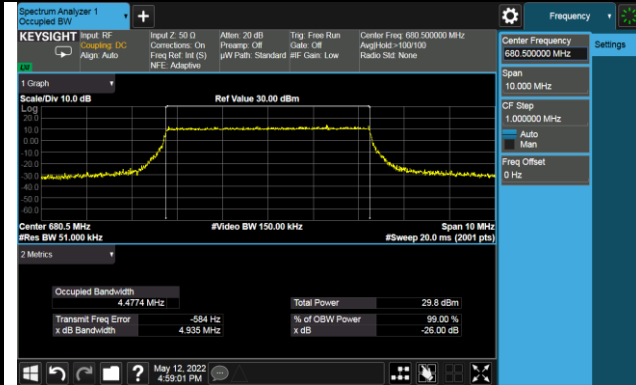 Spectrum Analyzer 1
Occupied BW
Frequency
KEYSIGHT
Input: RF
Coupling: DC
Align: Auto
Input Z: 50 Ω
Corrections: On
Freq Ref: Int (S)
NFE: Adaptive
Atten: 20 dB
Preamp: Off
µW Path: Standard
Trig: Free Run
Gate: Off
#IF Gain: Low
Center Freq: 680.500000 MHz
Avg|Hold:>100/100
Radio Std: None
Center Frequency
680.500000 MHz
Settings
Span
10.000 MHz
CF Step
1.000000 MHz
Auto
Man
Freq Offset
0 Hz
1 Graph
Scale/Div 10.0 dB
Ref Value 30.00 dBm
Log
20.0
10.0
0.00
-10.0
-20.0
-30.0
-40.0
-50.0
-60.0
Center 680.5 MHz
#Video BW 150.00 kHz
Span 10 MHz
#Res BW 51.000 kHz
#Sweep 20.0 ms (2001 pts)
2 Metrics
Occupied Bandwidth
4.4774 MHz
Total Power 29.8 dBm
Transmit Freq Error -584 Hz
% of OBW Power 99.00 %
x dB Bandwidth 4.935 MHz
x dB -26.00 dB
?
May 12, 2022
4:59:01 PM